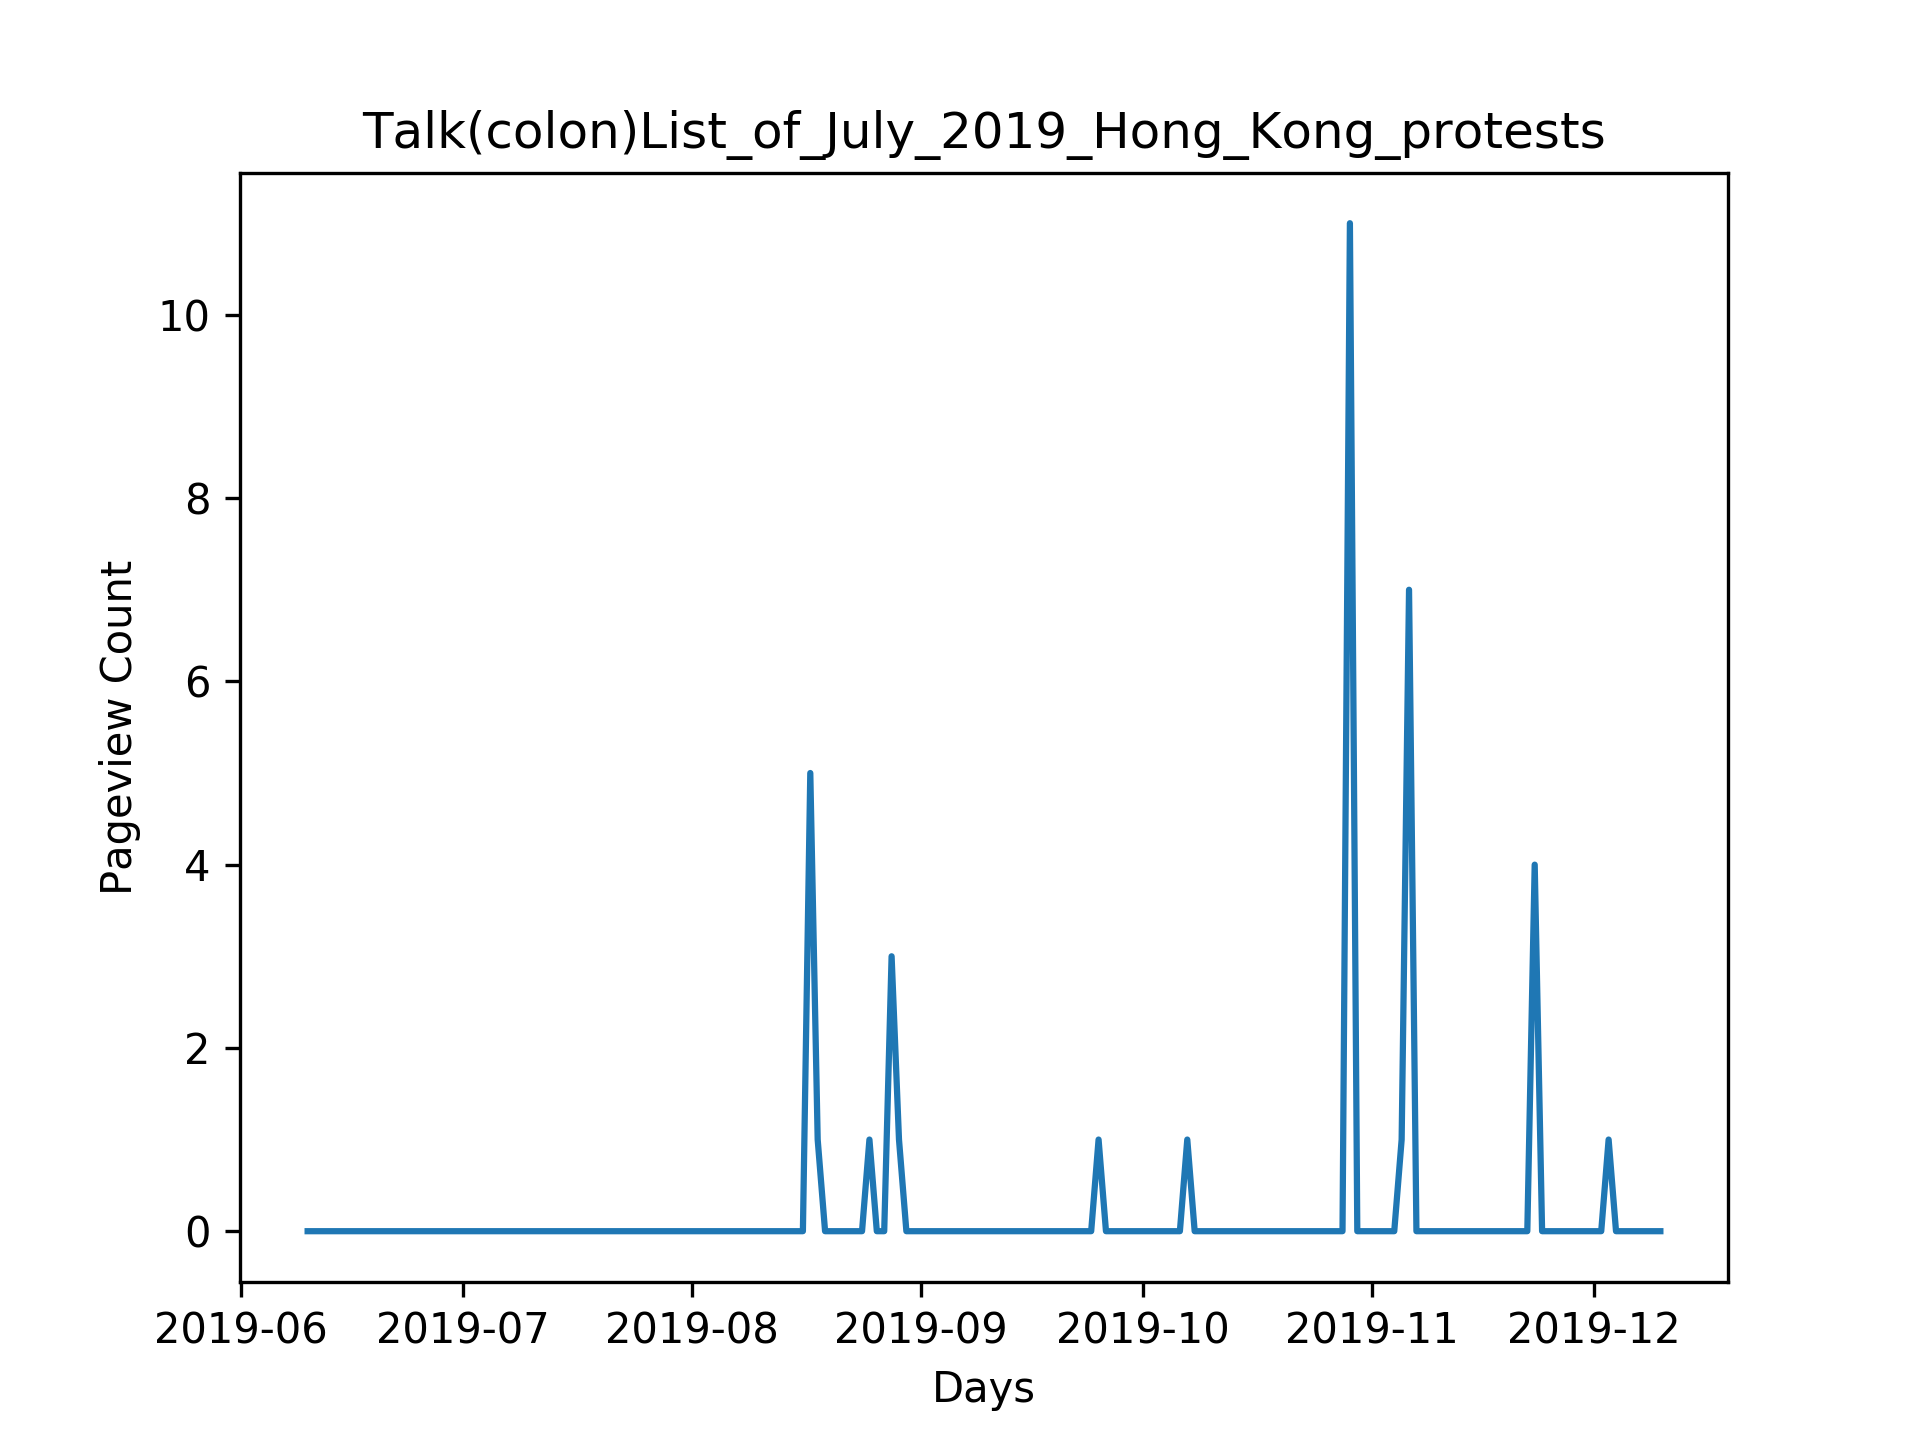 Talk(colon)List_of_July_2019_Hong_Kong_protests
10
8
6
4
2
0
Pageview Count
2019-06 2019-07 2019-08 2019-09 2019-10 2019-11 2019-12
Days